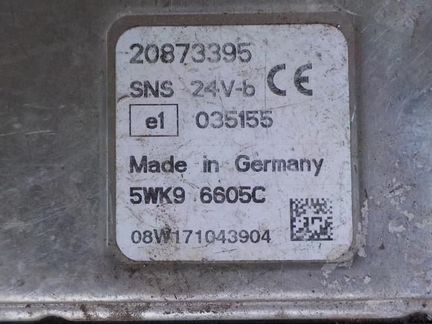 20873395
SNS 24V-b CE
e1 035155
Made in Germany
5WK9 6605C
08W171043904